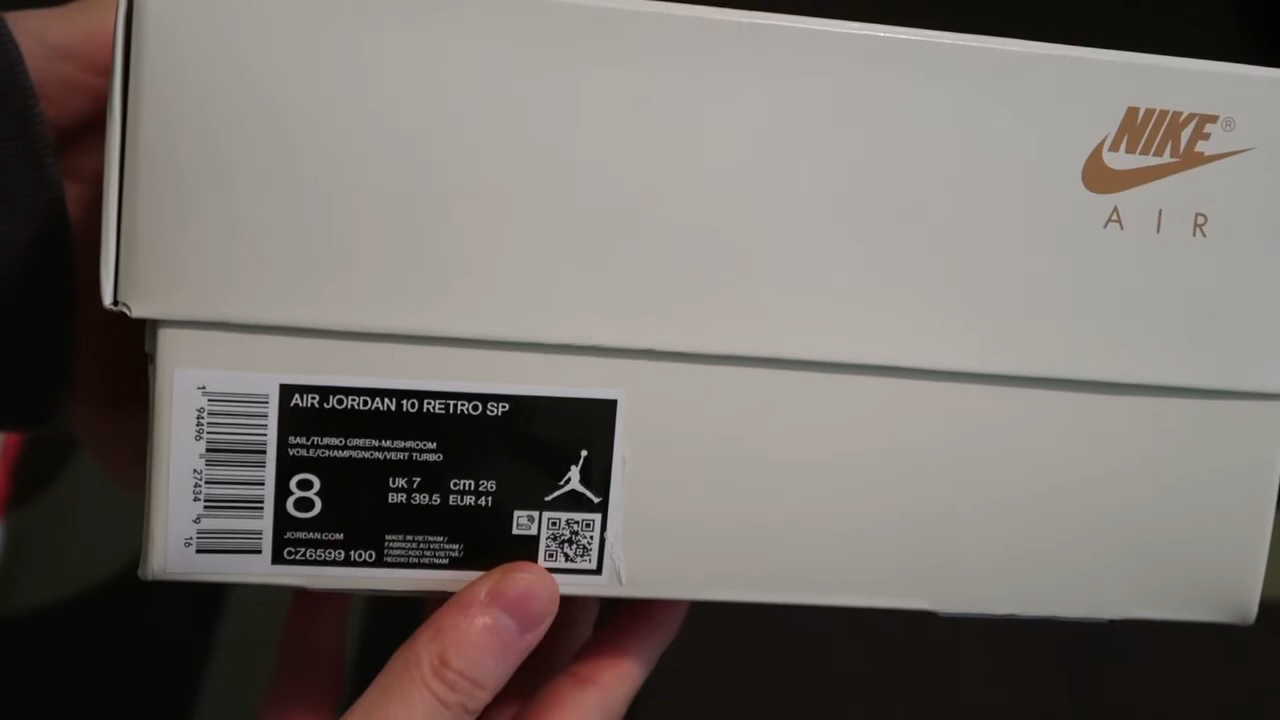 NIKE®
AIR
AIR JORDAN 10 RETRO SP
SAIL/TURBO GREEN-MUSHROOM
VOILE/CHAMPIGNON/VERT TURBO
8
UK 7 cm 26
BR 39.5 EUR 41
JORDAN.COM
CZ6599 100
MADE IN VIETNAM /
FABRIQUE AU VIETNAM /
FABRICADO NO VIETNÃ /
HECHO EN VIETNAM
1 94496 27434 9 16